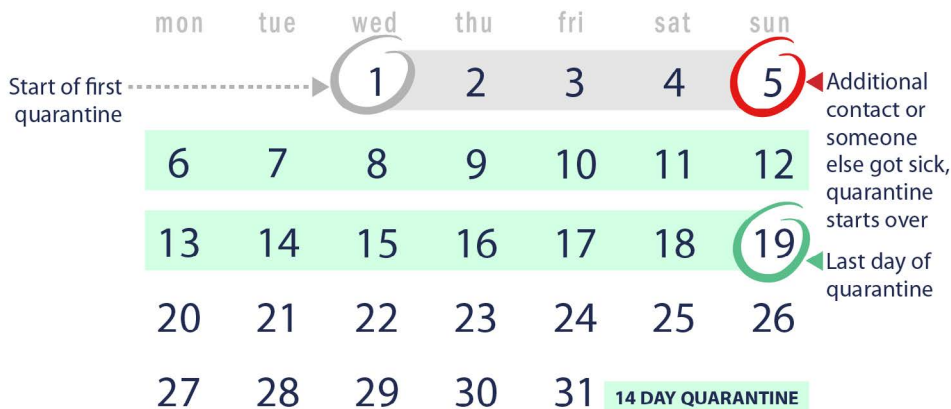 mon tue wed thu fri sat sun
Start of first
quarantine
1 2 3 4 5
Additional
contact or
someone
else got sick,
quarantine
starts over
6 7 8 9 10 11 12
13 14 15 16 17 18 19
Last day of
quarantine
20 21 22 23 24 25 26
27 28 29 30 31 14 DAY QUARANTINE